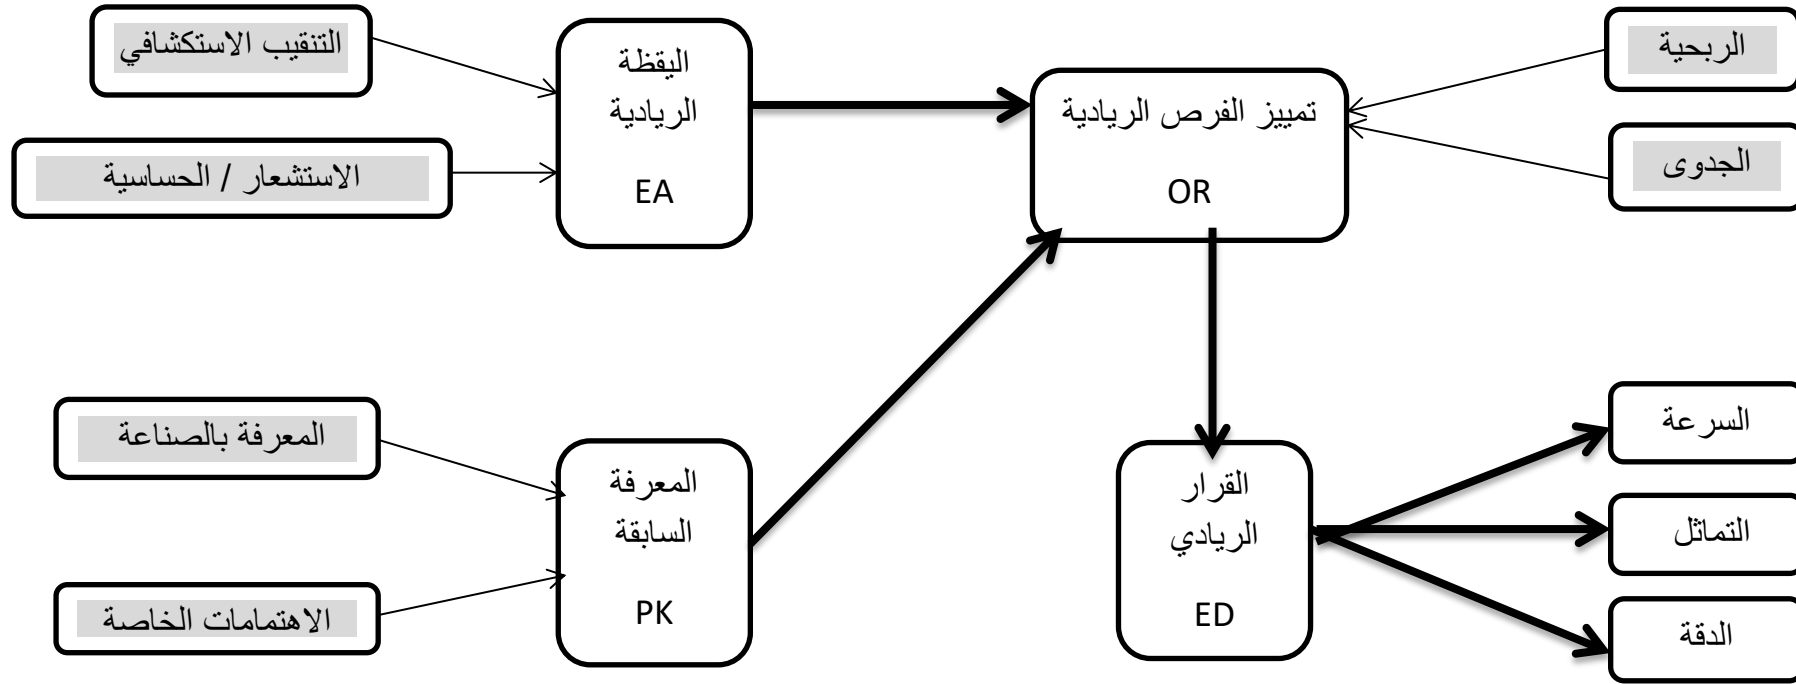 التنقيب الاستكشافي
الاستشعار / الحساسية
اليقظة
الريادية
EA
تمييز الفرص الريادية
OR
الربحية
الجدوى
المعرفة بالصناعة
الاهتمامات الخاصة
المعرفة
السابقة
PK
القرار
الريادي
ED
السرعة
التماثل
الدقة